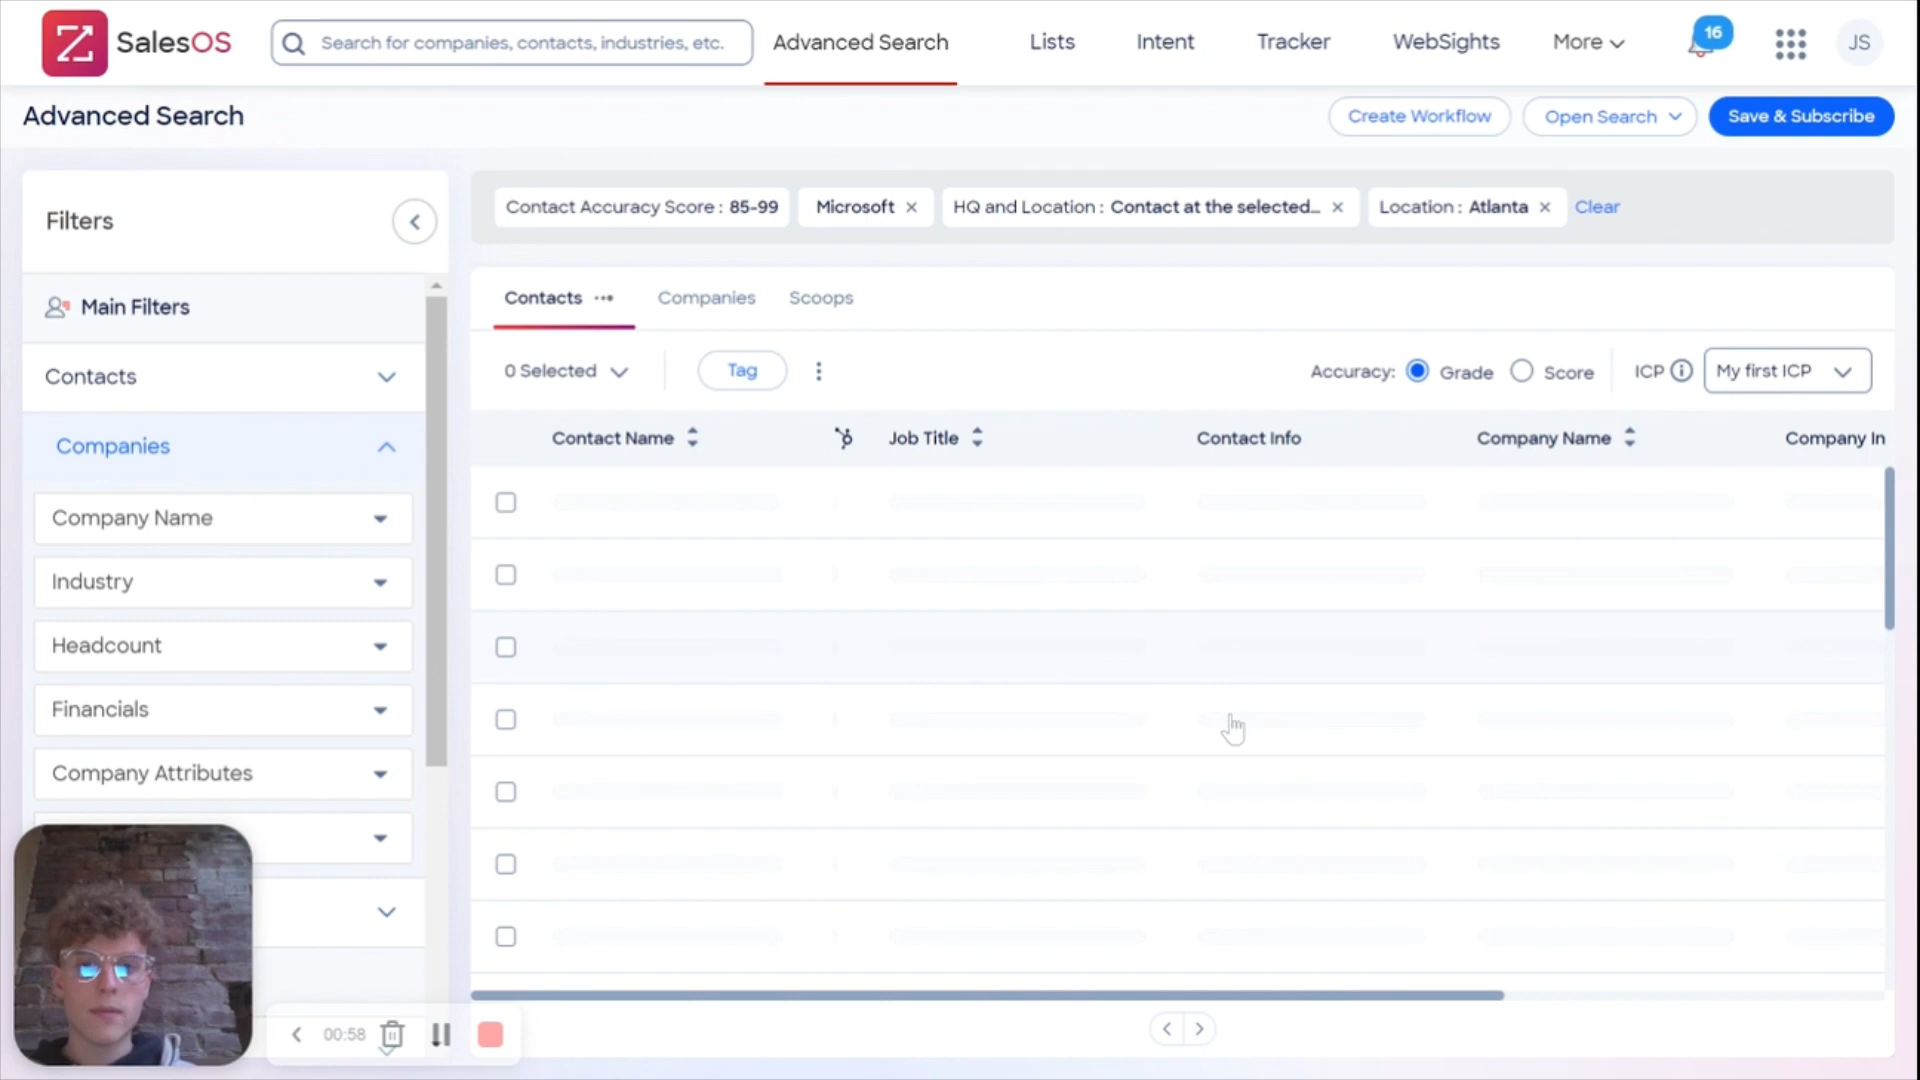 SalesOS
Search for companies, contacts, industries, etc.
Advanced Search
Lists
Intent
Tracker
WebSights
More
16
JS
Advanced Search
Create Workflow
Open Search
Save & Subscribe
Filters
Contact Accuracy Score : 85-99
Microsoft
HQ and Location : Contact at the selected...
Location : Atlanta
Clear
Main Filters
Contacts
Companies
Company Name
Industry
Headcount
Financials
Company Attributes
Contacts
Companies
Scoops
0 Selected
Tag
Accuracy:
Grade
Score
ICP
My first ICP
Contact Name
Job Title
Contact Info
Company Name
Company In
00:58